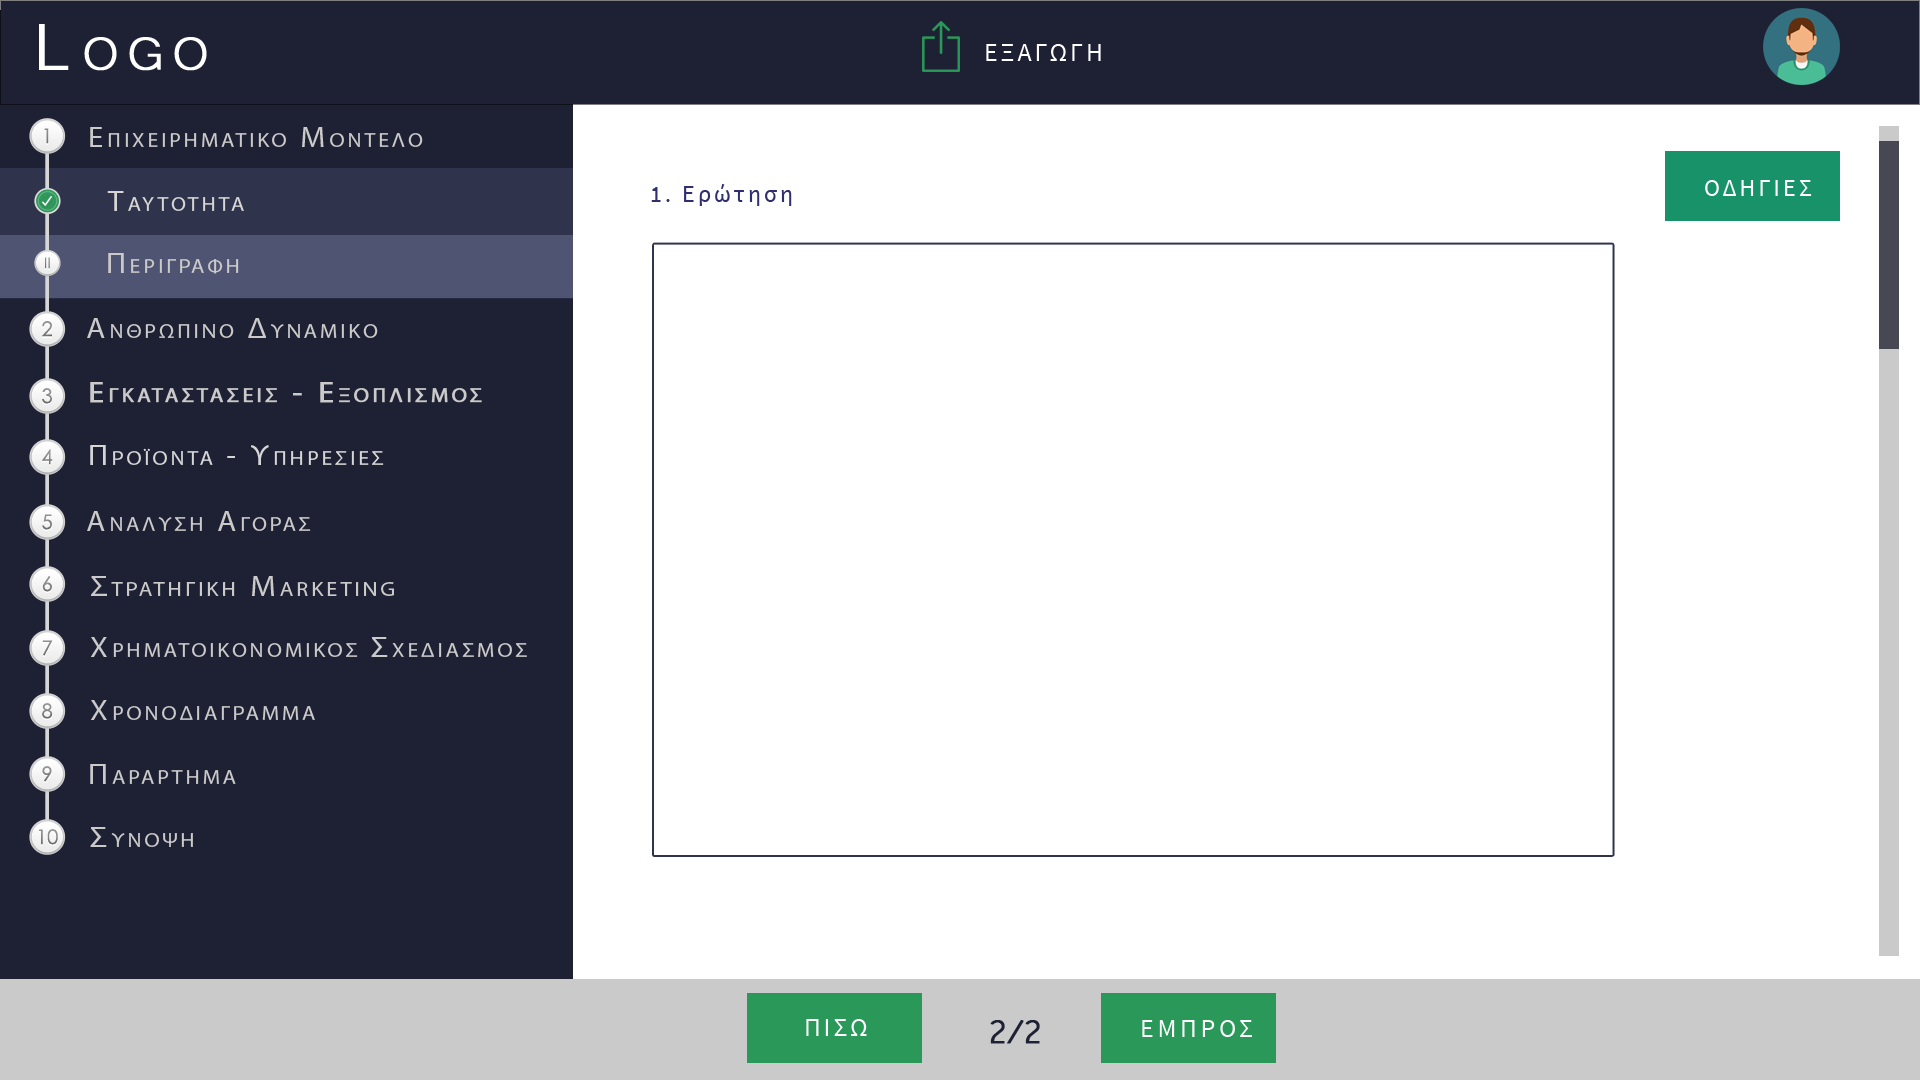 LOGO
ΕΞΑΓΩΓΗ
1 ΕΠΙΧΕΙΡΗΜΑΤΙΚΟ ΜΟΝΤΕΛΟ
ΤΑΥΤΟΤΗΤΑ
II ΠΕΡΙΓΡΑΦΗ
2 ΑΝΘΡΩΠΙΝΟ ΔΥΝΑΜΙΚΟ
3 ΕΓΚΑΤΑΣΤΑΣΕΙΣ - ΕΞΟΠΛΙΣΜΟΣ
4 ΠΡΟΪΟΝΤΑ - ΥΠΗΡΕΣΙΕΣ
5 ΑΝΑΛΥΣΗ ΑΓΟΡΑΣ
6 ΣΤΡΑΤΗΓΙΚΗ MARKETING
7 ΧΡΗΜΑΤΟΙΚΟΝΟΜΙΚΟΣ ΣΧΕΔΙΑΣΜΟΣ
8 ΧΡΟΝΟΔΙΑΓΡΑΜΜΑ
9 ΠΑΡΑΡΤΗΜΑ
10 ΣΥΝΟΨΗ
1. Ερώτηση
ΟΔΗΓΙΕΣ
ΠΙΣΩ
2/2
ΕΜΠΡΟΣ